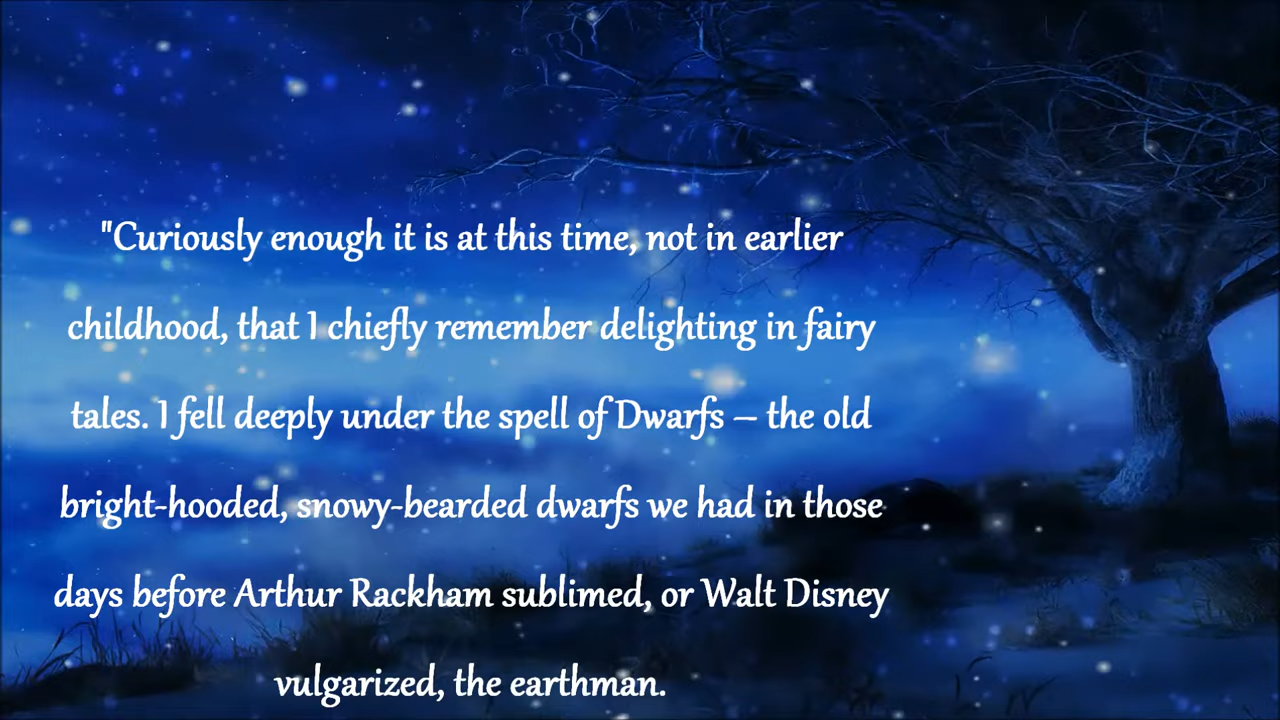 "Curiously enough it is at this time, not in earlier
childhood, that I chiefly remember delighting in fairy
tales. I fell deeply under the spell of Dwarfs – the old
bright-hooded, snowy-bearded dwarfs we had in those
days before Arthur Rackham sublimed, or Walt Disney
vulgarized, the earthman.